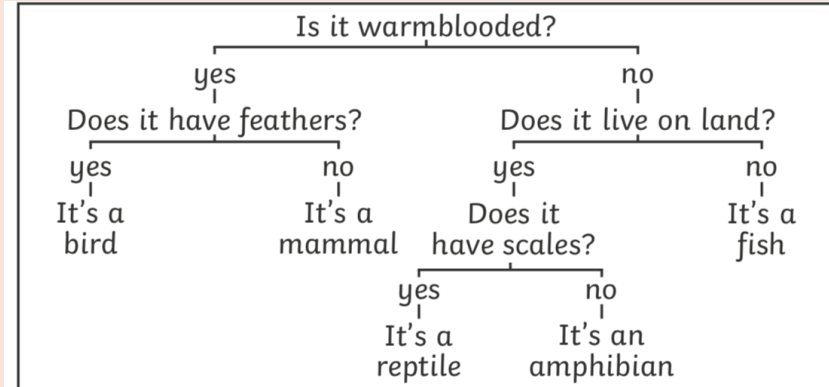 Is it warmblooded?
yes
no
Does it have feathers?
Does it live on land?
yes
no
yes
no
It's a
bird
It's a
mammal
Does it
have scales?
It's a
fish
yes
no
It's a
reptile
It's an
amphibian